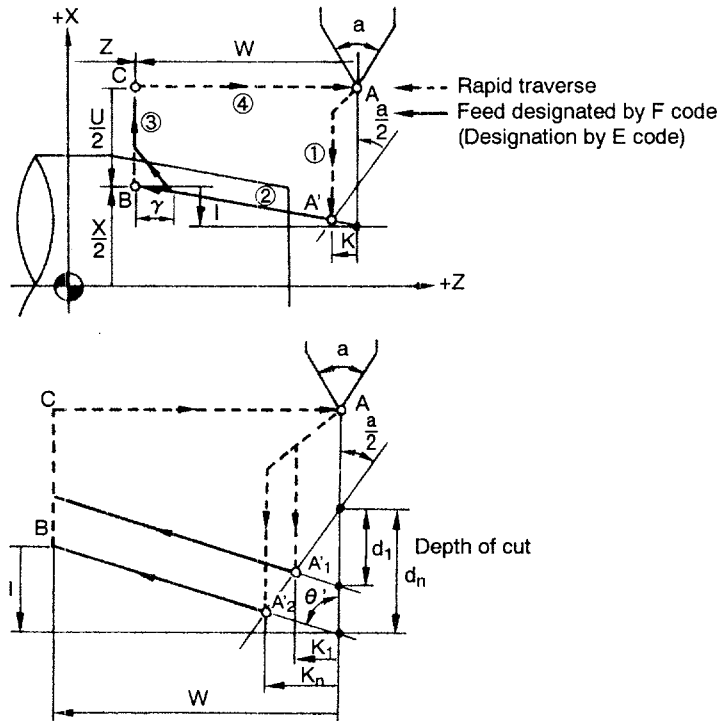 +X
a
Z
W
C
A
④
Rapid traverse
Feed designated by F code
(Designation by E code)
U/2
③
①
a/2
②
B
γ
I
A'
X/2
K
+Z
a
C
A
a/2
B
d1
Depth of cut
dn
A'1
I
A'2
θ'
K1
Kn
W